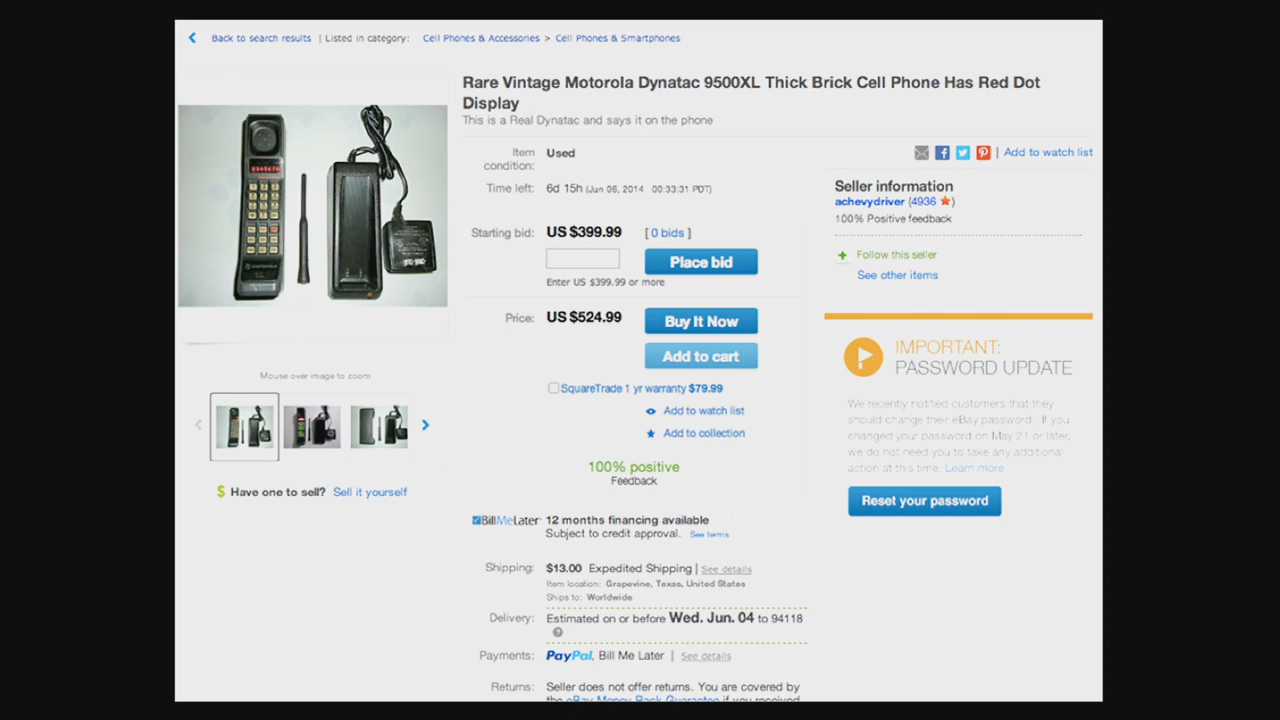 Back to search results | Listed in category: Cell Phones & Accessories > Cell Phones & Smartphones
Rare Vintage Motorola Dynatac 9500XL Thick Brick Cell Phone Has Red Dot
Display
This is a Real Dynatac and says it on the phone
Item
condition:
Used
Time left: 6d 15h (Jun 06, 2014 00:33:31 PDT)
Starting bid: US $399.99 [ 0 bids ]
Place bid
Enter US $399.99 or more
Price: US $524.99 Buy It Now
Add to cart
SquareTrade 1 yr warranty $79.99
Add to watch list
Add to collection
100% positive
Feedback
BillMeLater 12 months financing available
Subject to credit approval. See terms
Shipping: $13.00 Expedited Shipping | See details
Item location: Grapevine, Texas, United States
Ships to: Worldwide
Delivery: Estimated on or before Wed. Jun. 04 to 94118
Payments: PayPal, Bill Me Later | See details
Returns: Seller does not offer returns. You are covered by
the eBay Money Back Guarantee if you received
Mouse over image to zoom
$ Have one to sell? Sell it yourself
| Add to watch list
Seller information
achevydriver (4936)
100% Positive feedback
+ Follow this seller
See other items
IMPORTANT:
PASSWORD UPDATE
We recently notified customers that they
should change their eBay password. If you
changed your password on May 21 or later,
we do not need you to take any additional
action at this time. Learn more
Reset your password